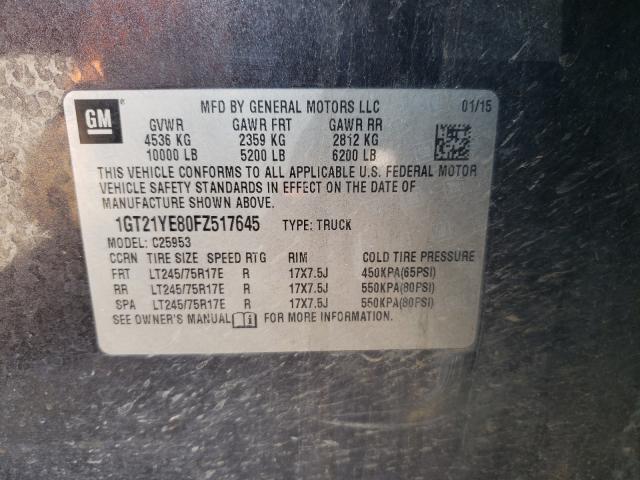 GM
MFD BY GENERAL MOTORS LLC 01/15
GVWR GAWR FRT GAWR RR
4536 KG 2359 KG 2812 KG
10000 LB 5200 LB 6200 LB
THIS VEHICLE CONFORMS TO ALL APPLICABLE U.S. FEDERAL MOTOR
VEHICLE SAFETY STANDARDS IN EFFECT ON THE DATE OF
MANUFACTURE SHOWN ABOVE.
1GT21YE80FZ517645 TYPE: TRUCK
MODEL: C25953
CCRN TIRE SIZE SPEED RTG RIM COLD TIRE PRESSURE
FRT LT245/75R17E R 17X7.5J 450KPA(65PSI)
RR LT245/75R17E R 17X7.5J 550KPA(80PSI)
SPA LT245/75R17E R 17X7.5J 550KPA(80PSI)
SEE OWNER'S MANUAL FOR MORE INFORMATION.